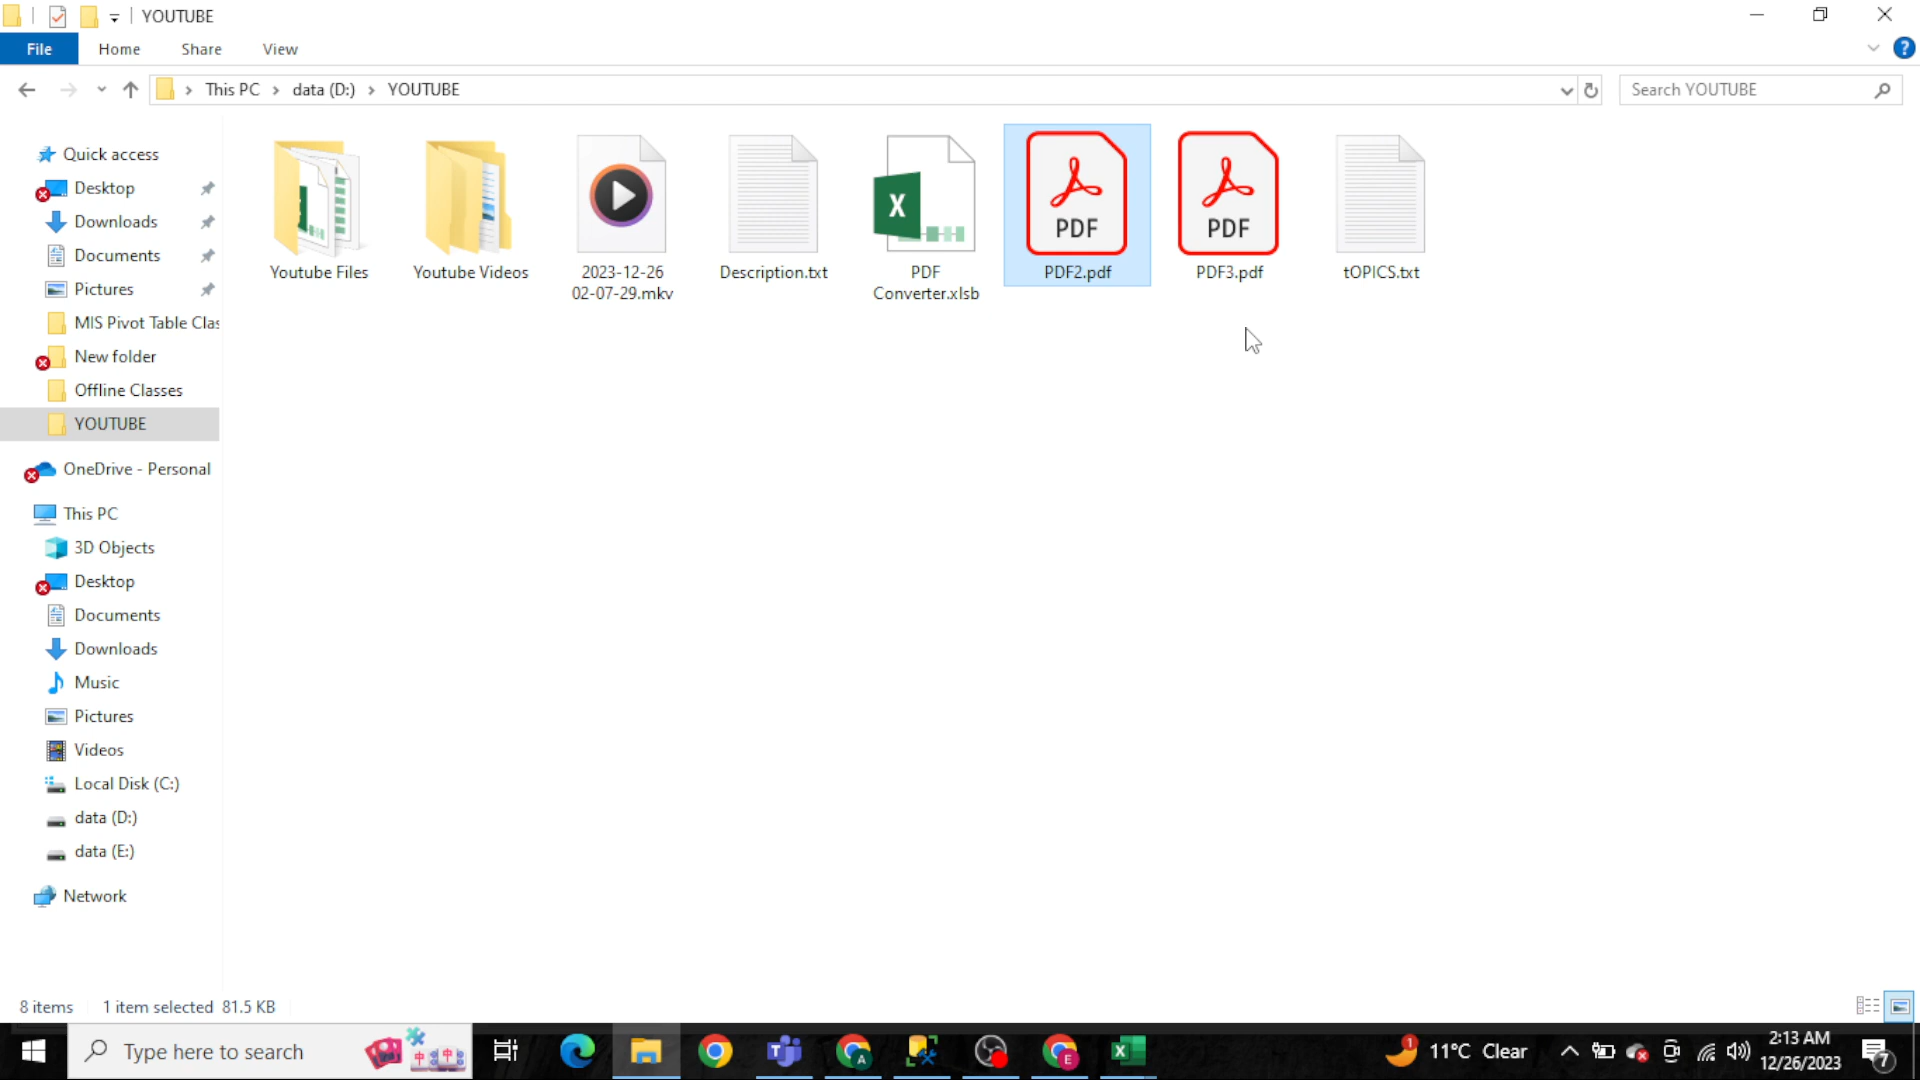 YOUTUBE
File Home Share View
?
This PC > data (D:) > YOUTUBE
Search YOUTUBE
Quick access
Desktop
Downloads
Documents
Pictures
MIS Pivot Table Clas
New folder
Offline Classes
YOUTUBE
OneDrive - Personal
This PC
3D Objects
Desktop
Documents
Downloads
Music
Pictures
Videos
Local Disk (C:)
data (D:)
data (E:)
Network
Youtube Files
Youtube Videos
2023-12-26
02-07-29.mkv
Description.txt
X
PDF
Converter.xlsb
PDF
PDF2.pdf
PDF
PDF3.pdf
tOPICS.txt
8 items 1 item selected 81.5 KB
Type here to search
中 中
T
A
E
X
1
11°C Clear
2:13 AM
12/26/2023
7